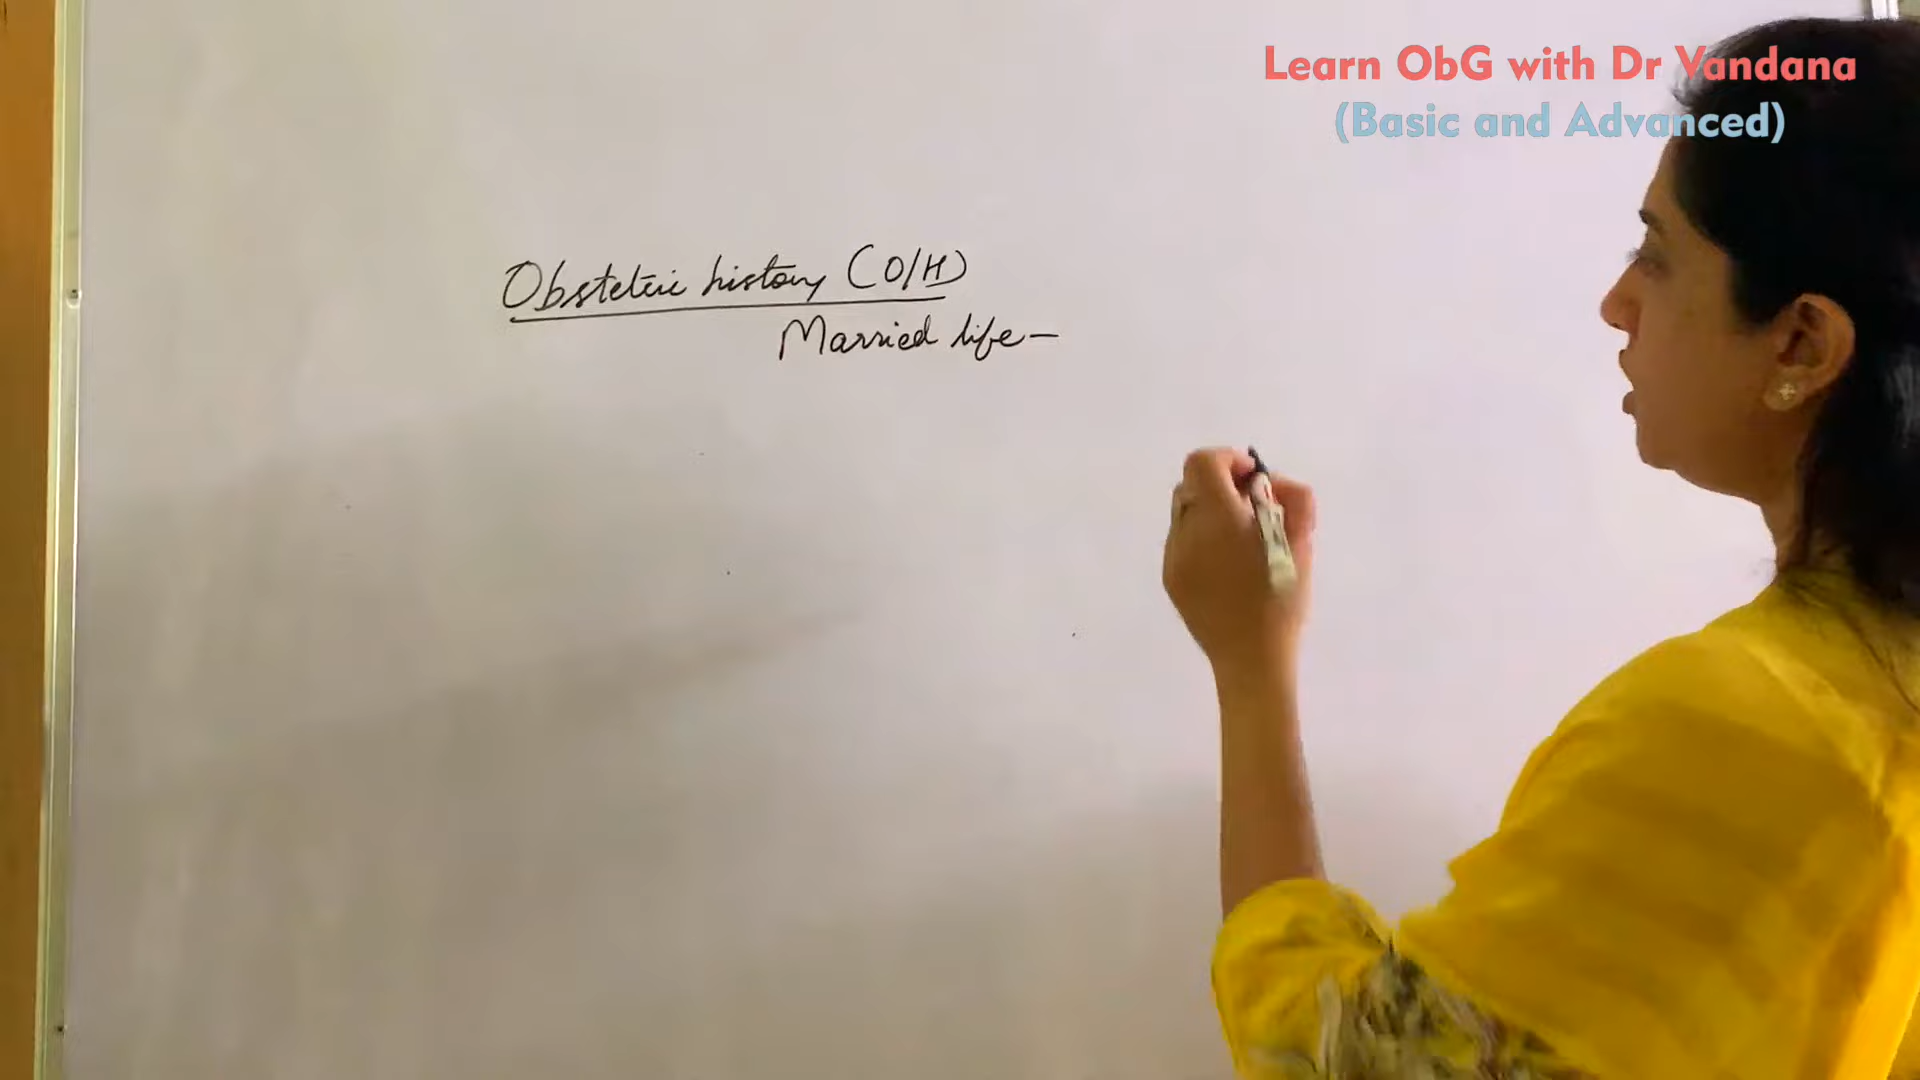 Learn ObG with Dr Vandana
(Basic and Advanced)
Obstetric history (O/H)
Married life -